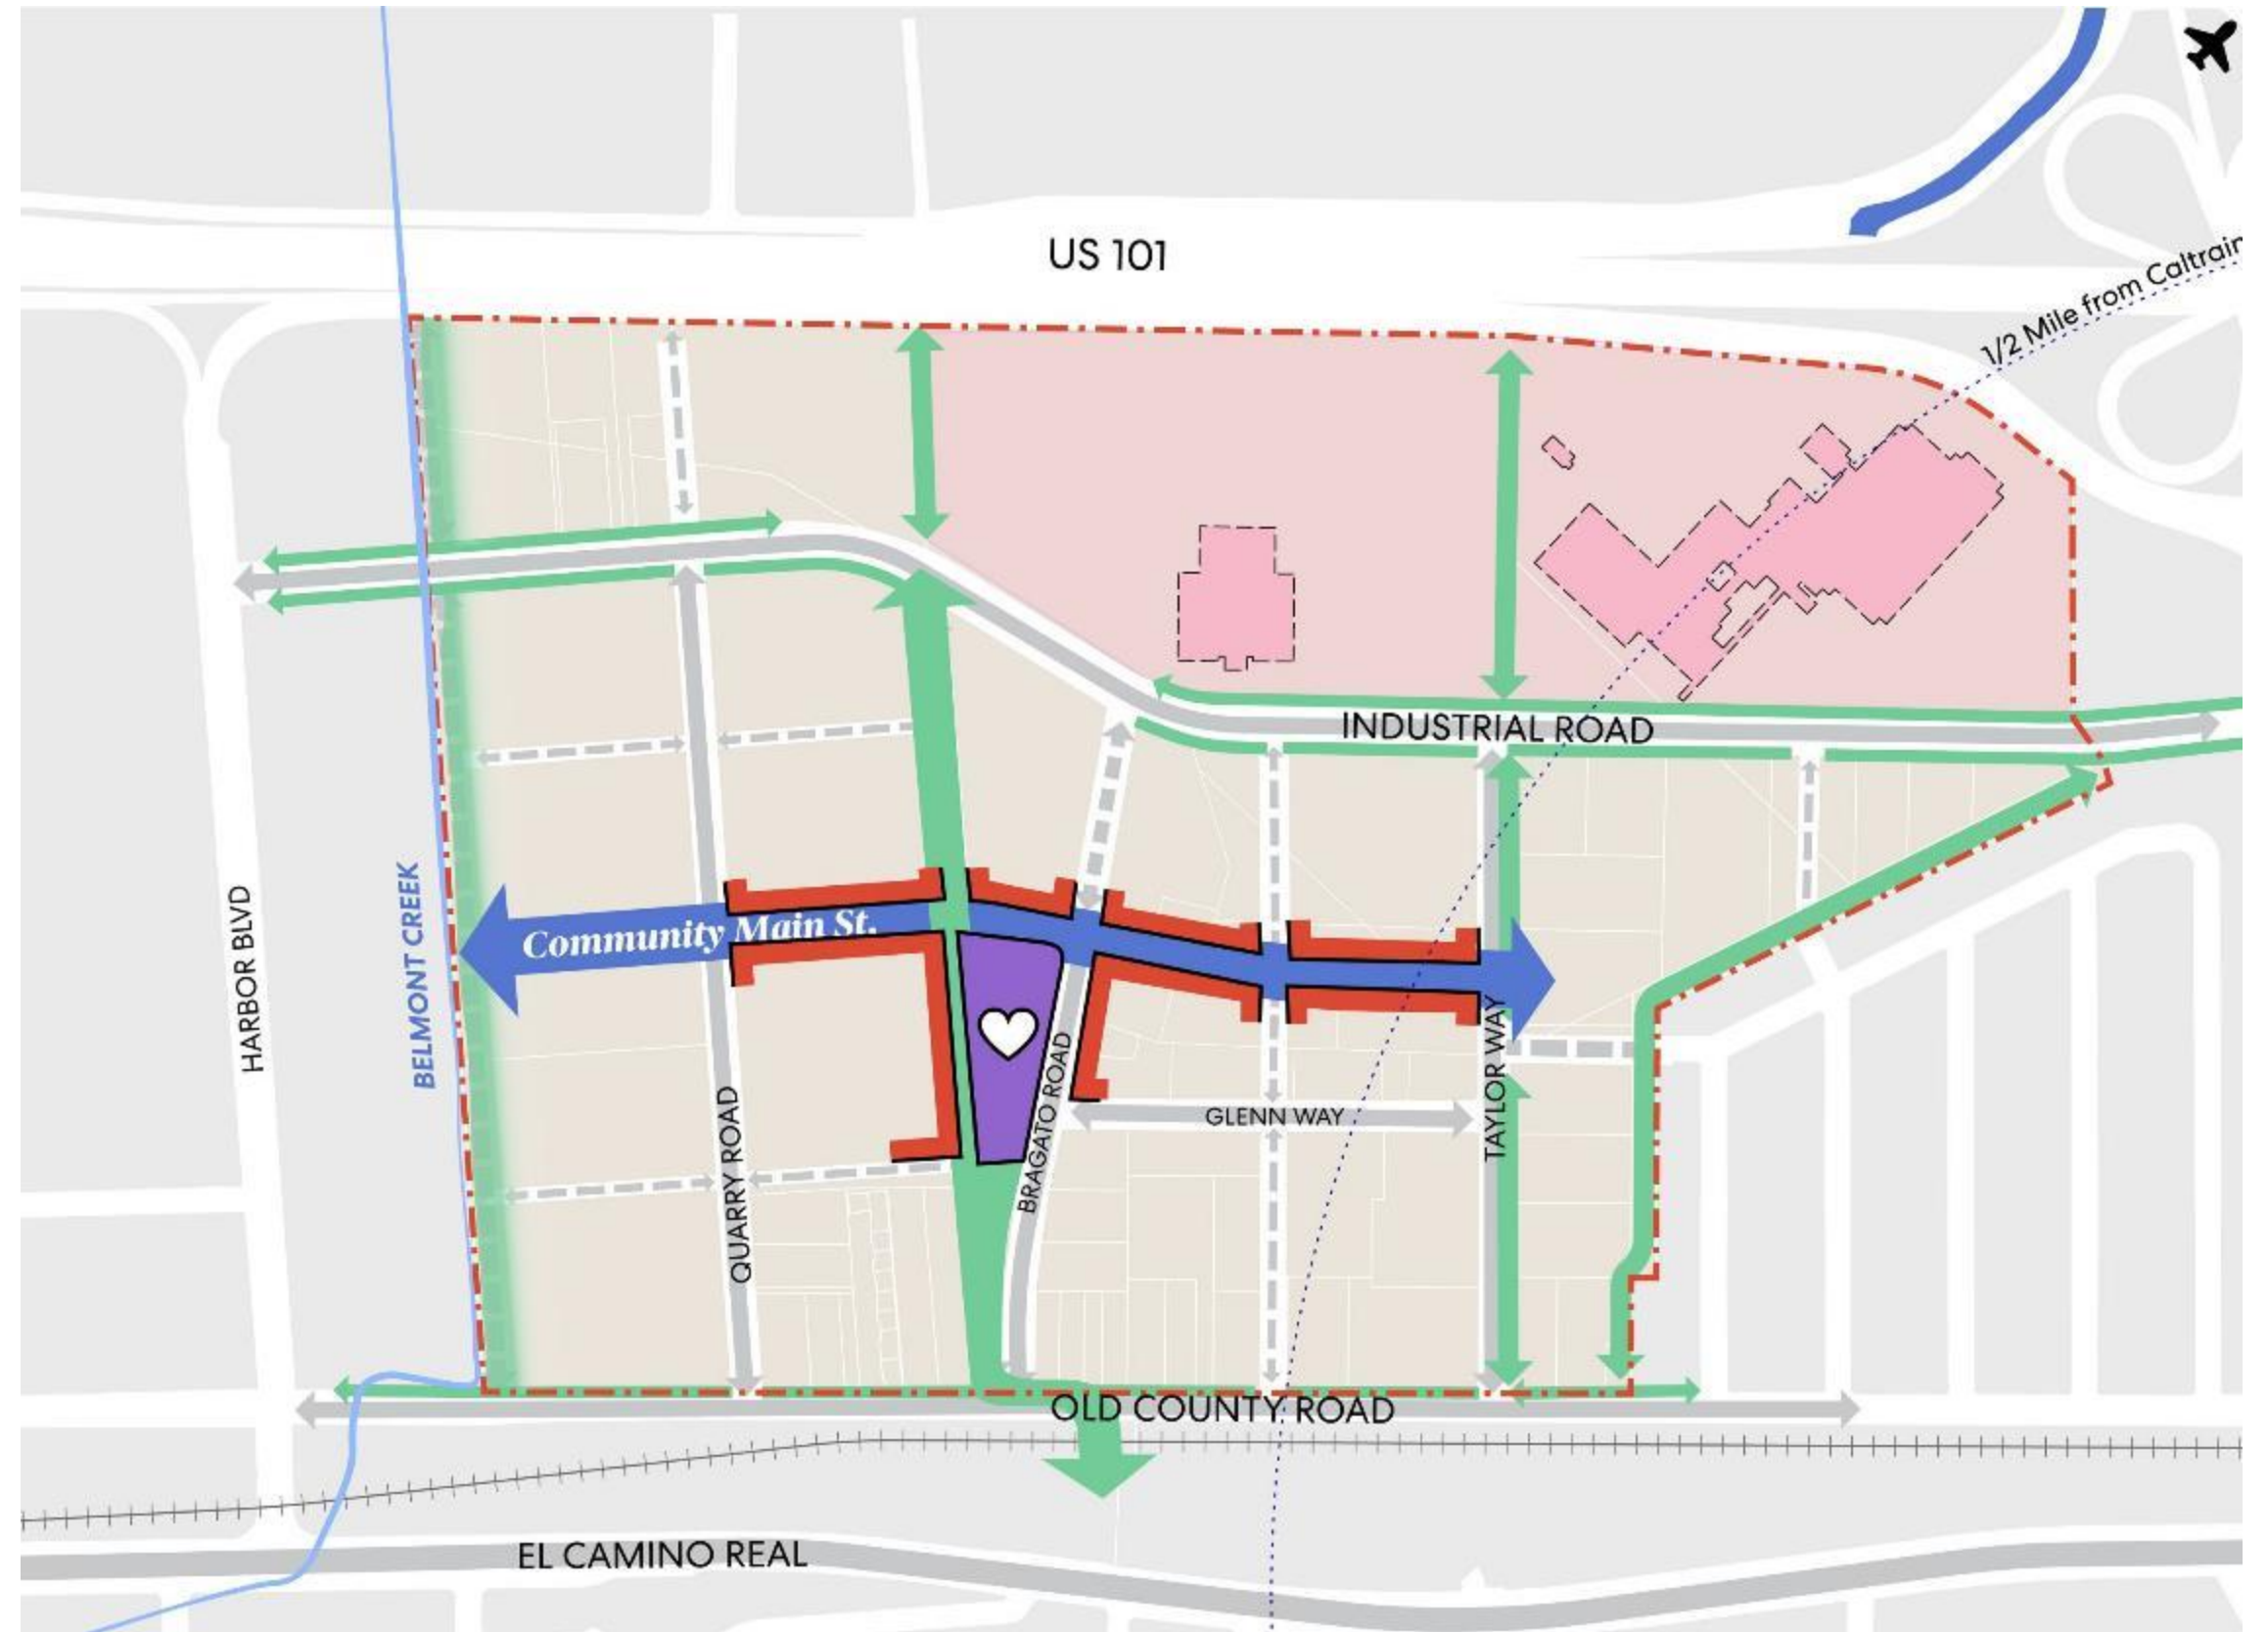 US 101
1/2 Mile from Caltrain
INDUSTRIAL ROAD
HARBOR BLVD
BELMONT CREEK
Community Main St.
QUARRY ROAD
BRAGATO ROAD
GLENN WAY
TAYLOR WAY
OLD COUNTY ROAD
EL CAMINO REAL